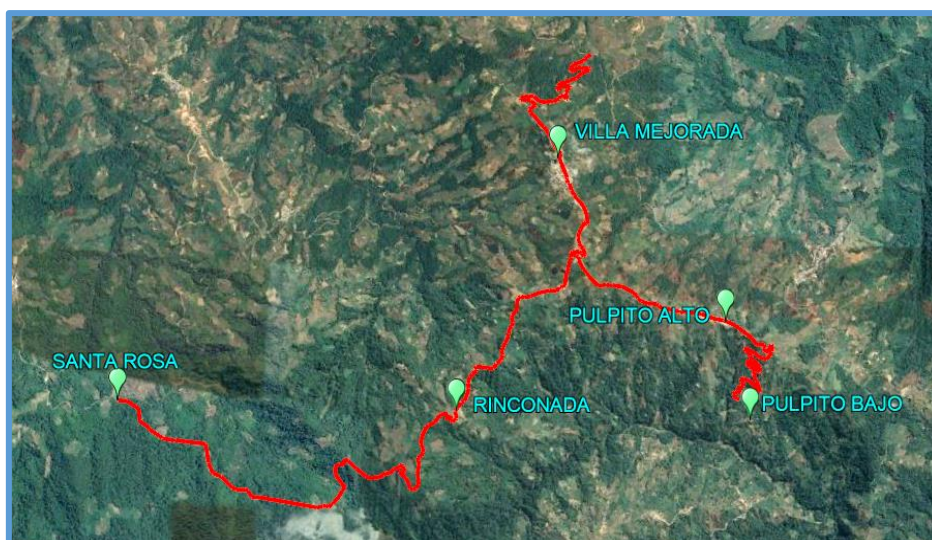 VILLA MEJORADA
PULPITO ALTO
SANTA ROSA
RINCONADA
PULPITO BAJO